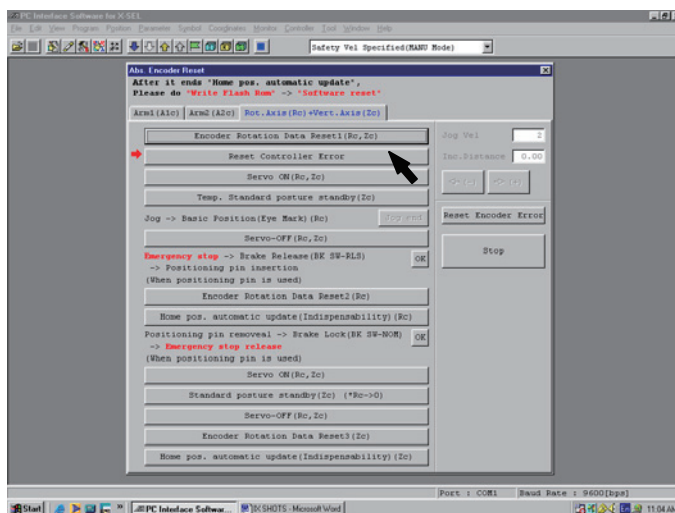 PC Interface Software for X-SEL
File Edit View Program Position Parameter Symbol Coordinates Monitor Controller Tool Window Help
Safety Vel Specified(MANU Mode)
Abs. Encoder Reset
After it ends "Home pos. automatic update",
Please do "Write Flash Rom" -> "Software reset"
Arm1(A1c) Arm2(A2c) Rot.Axis(Rc)+Vert.Axis(Zc)
Encoder Rotation Data Reset1(Rc,Zc)
Jog Vel 2
Reset Controller Error
Inc.Distance 0.00
Servo ON(Rc,Zc)
Temp. Standard posture standby(Zc)
Jog -> Basic Position(Eye Mark)(Rc) Jog end
Reset Encoder Error
Servo-OFF(Rc,Zc)
Stop
Emergency stop -> Brake Release(BK SW-RLS) OK
-> Positioning pin insertion
(When positioning pin is used)
Encoder Rotation Data Reset2(Rc)
Home pos. automatic update(Indispensability)(Rc)
Positioning pin removeal -> Brake Lock(BK SW-NOM) OK
-> Emergency stop release
(When positioning pin is used)
Servo ON(Rc,Zc)
Standard posture standby(Zc) (*Rc->0)
Servo-OFF(Rc,Zc)
Encoder Rotation Data Reset3(Zc)
Home pos. automatic update(Indispensability)(Zc)
Port : COM1 Baud Rate : 9600[bps]
Start PC Interface Softwar... IX SHOTS - Microsoft Word 11:04 AM